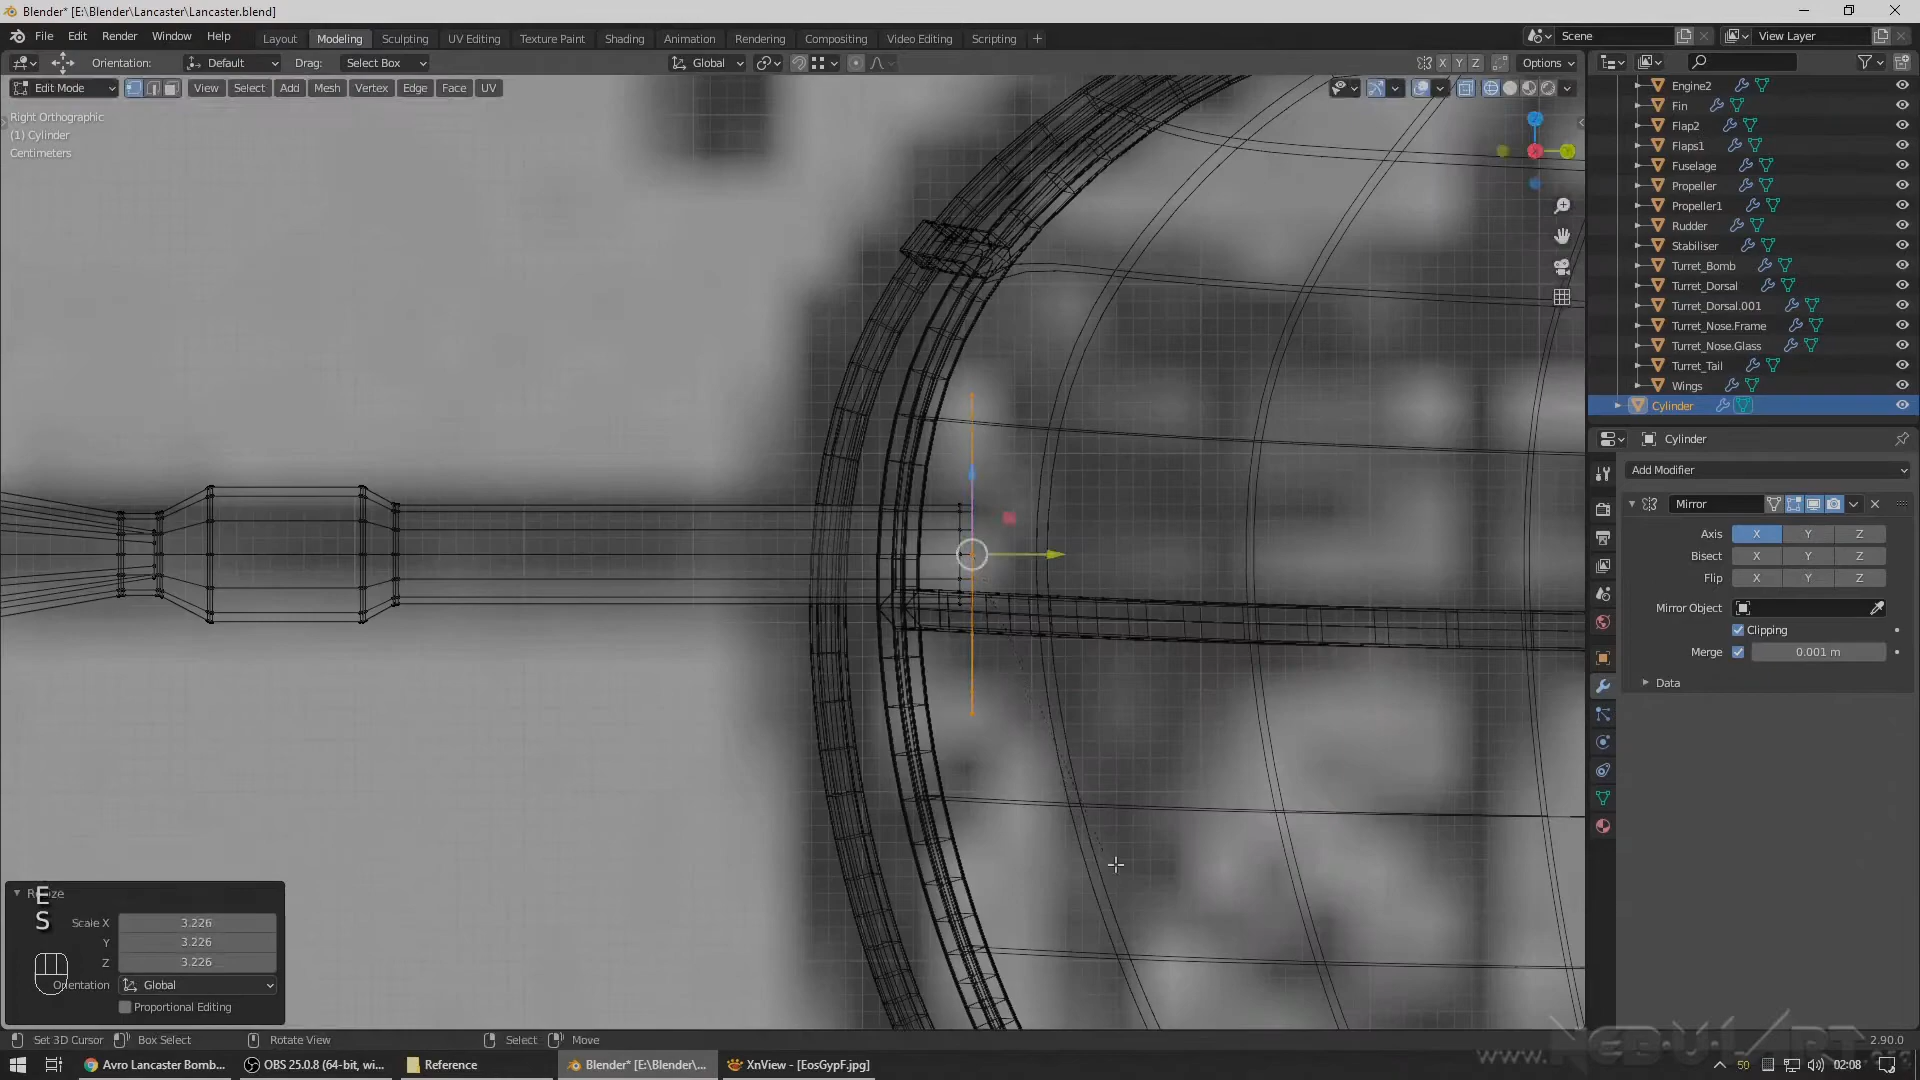 Blender* [E:\Blender\Lancaster\Lancaster.blend]
File Edit Render Window Help Layout Modeling Sculpting UV Editing Texture Paint Shading Animation Rendering Compositing Video Editing Scripting Scene View Layer
Orientation: Default Drag: Select Box Global X Y Z Options
Edit Mode View Select Add Mesh Vertex Edge Face UV
Right Orthographic
(1) Cylinder
Centimeters
Engine2
Fin
Flap2
Flaps1
Fuselage
Propeller
Propeller1
Rudder
Stabiliser
Turret_Bomb
Turret_Dorsal
Turret_Dorsal.001
Turret_Nose.Frame
Turret_Nose.Glass
Turret_Tail
Wings
Cylinder
Cylinder
Add Modifier
Mirror
Axis X Y Z
Bisect X Y Z
Flip X Y Z
Mirror Object
Clipping
Merge 0.001 m
Data
E
S
Scale X 3.226
Y 3.226
Z 3.226
Orientation Global
Proportional Editing
Set 3D Cursor Box Select Rotate View Select Move 2.90.0
Avro Lancaster Bomb... OBS 25.0.8 (64-bit, wi... Reference Blender* [E:\Blender\... XnView - [EosGypF.jpg] 50 02:08